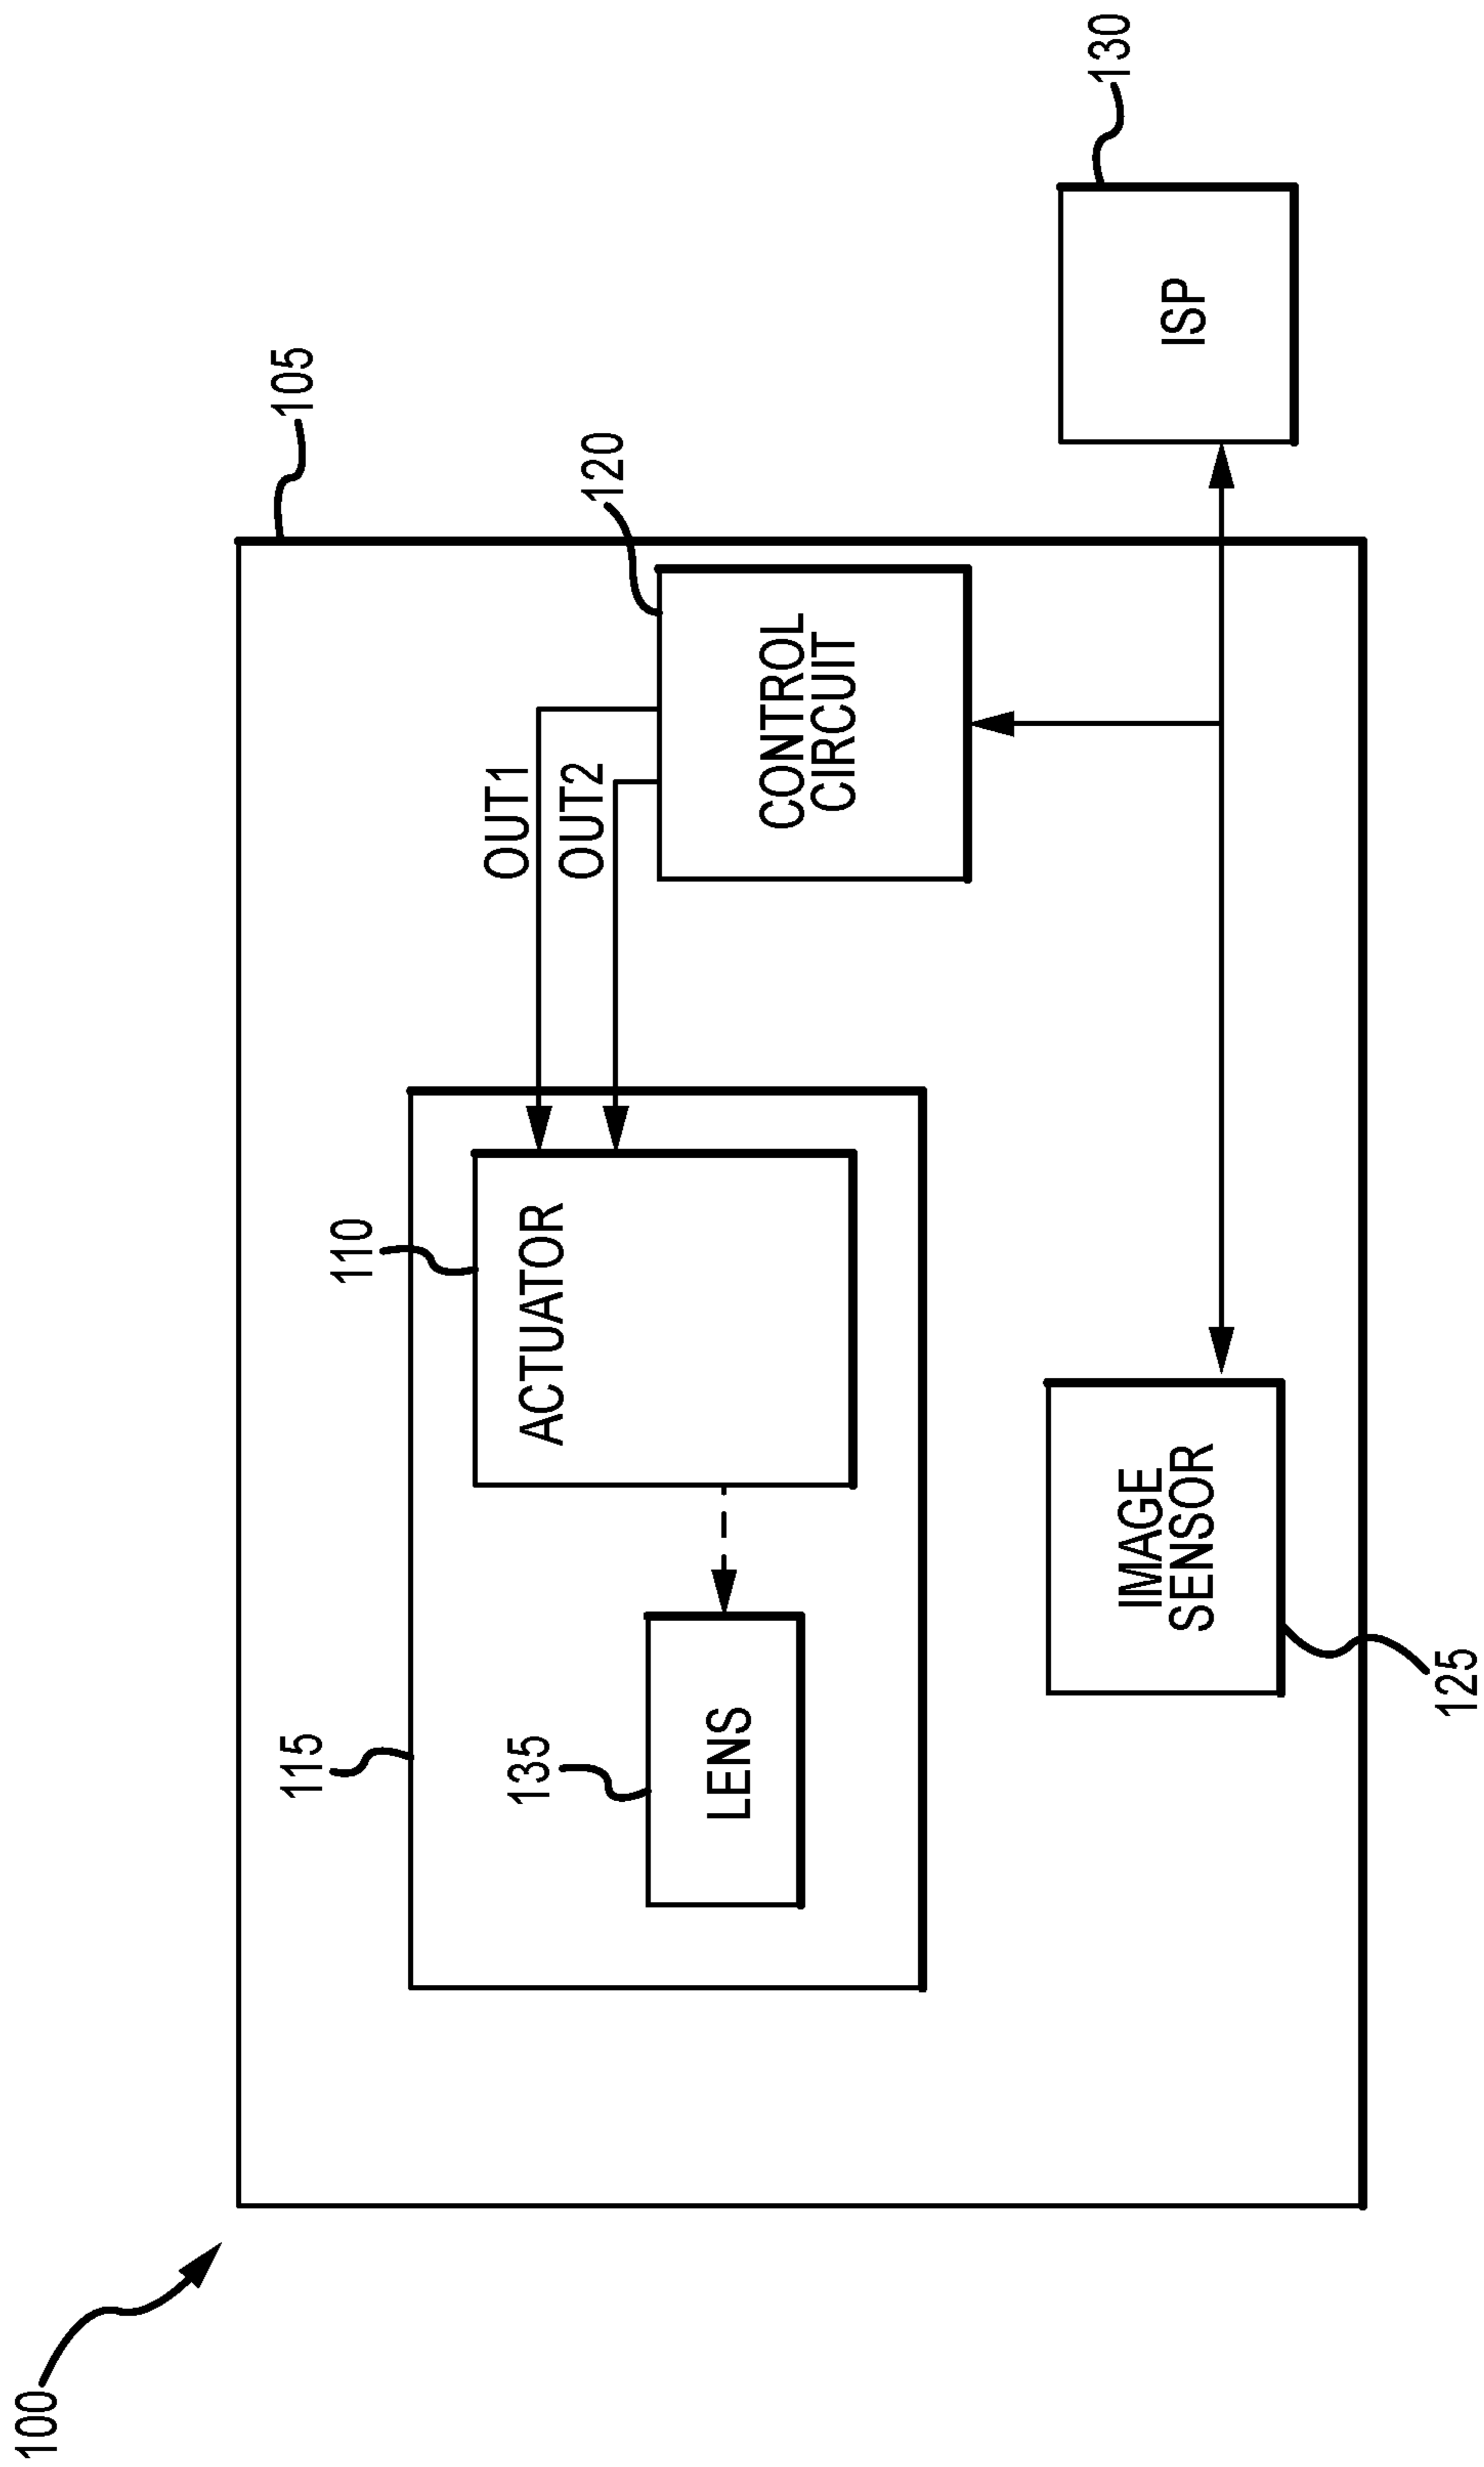 100
105
115
110
ACTUATOR
135
LENS
OUT1
OUT2
120
CONTROL
CIRCUIT
IMAGE
SENSOR
125
130
ISP